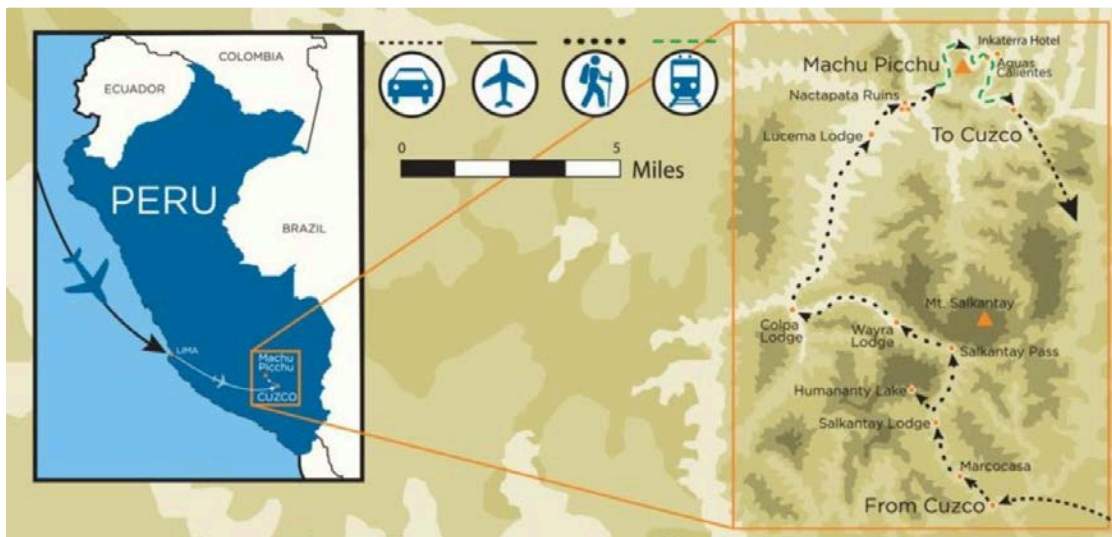 COLOMBIA
ECUADOR
PERU
BRAZIL
LIMA
Machu
Picchu
CUZCO
0 5
Miles
Inkaterra Hotel
Machu Picchu
Aguas
Calientes
Nactapata Ruins
Lucema Lodge
To Cuzco
Mt. Salkantay
Colpa
Lodge
Wayra
Lodge
Salkantay Pass
Humananty Lake
Salkantay Lodge
Marcocasa
From Cuzco